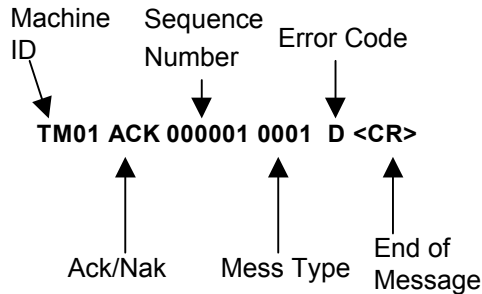 Machine
ID
Sequence
Number
Error Code
TM01 ACK 000001 0001 D <CR>
Ack/Nak
Mess Type
End of
Message